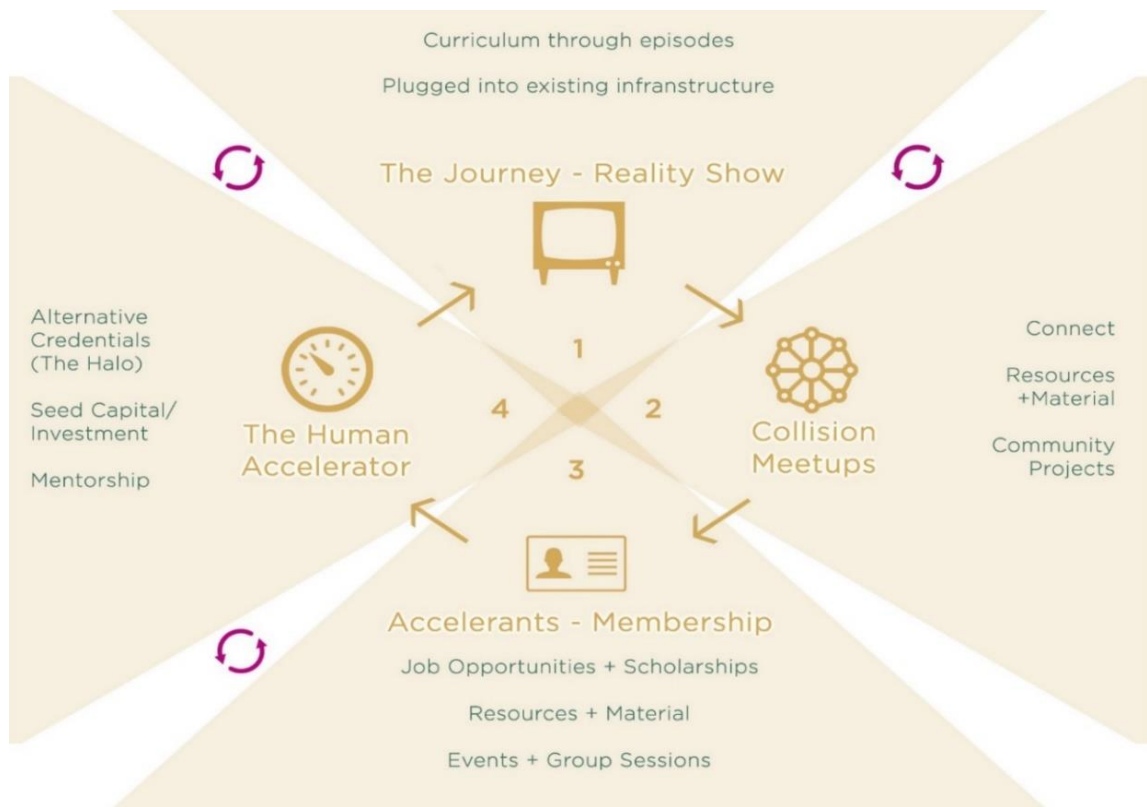 Curriculum through episodes
Plugged into existing infranstructure
The Journey - Reality Show
1
2
3
4
Alternative
Credentials
(The Halo)
Seed Capital/
Investment
Mentorship
The Human
Accelerator
Collision
Meetups
Connect
Resources
+Material
Community
Projects
Accelerants - Membership
Job Opportunities + Scholarships
Resources + Material
Events + Group Sessions